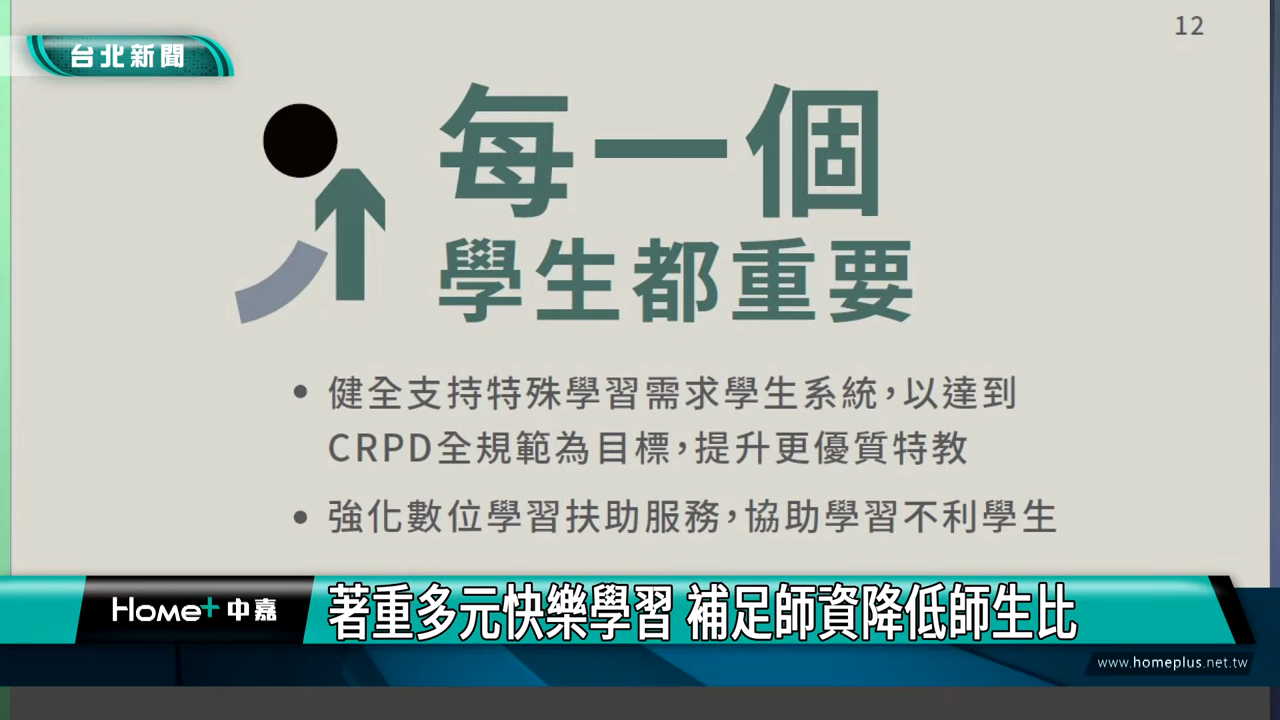 12
台北新聞
每一個
學生都重要
• 健全支持特殊學習需求學生系統，以達到
CRPD全規範為目標，提升更優質特教
• 強化數位學習扶助服務，協助學習不利學生
Home+ 中嘉
著重多元快樂學習 補足師資降低師生比
www.homeplus.net.tw